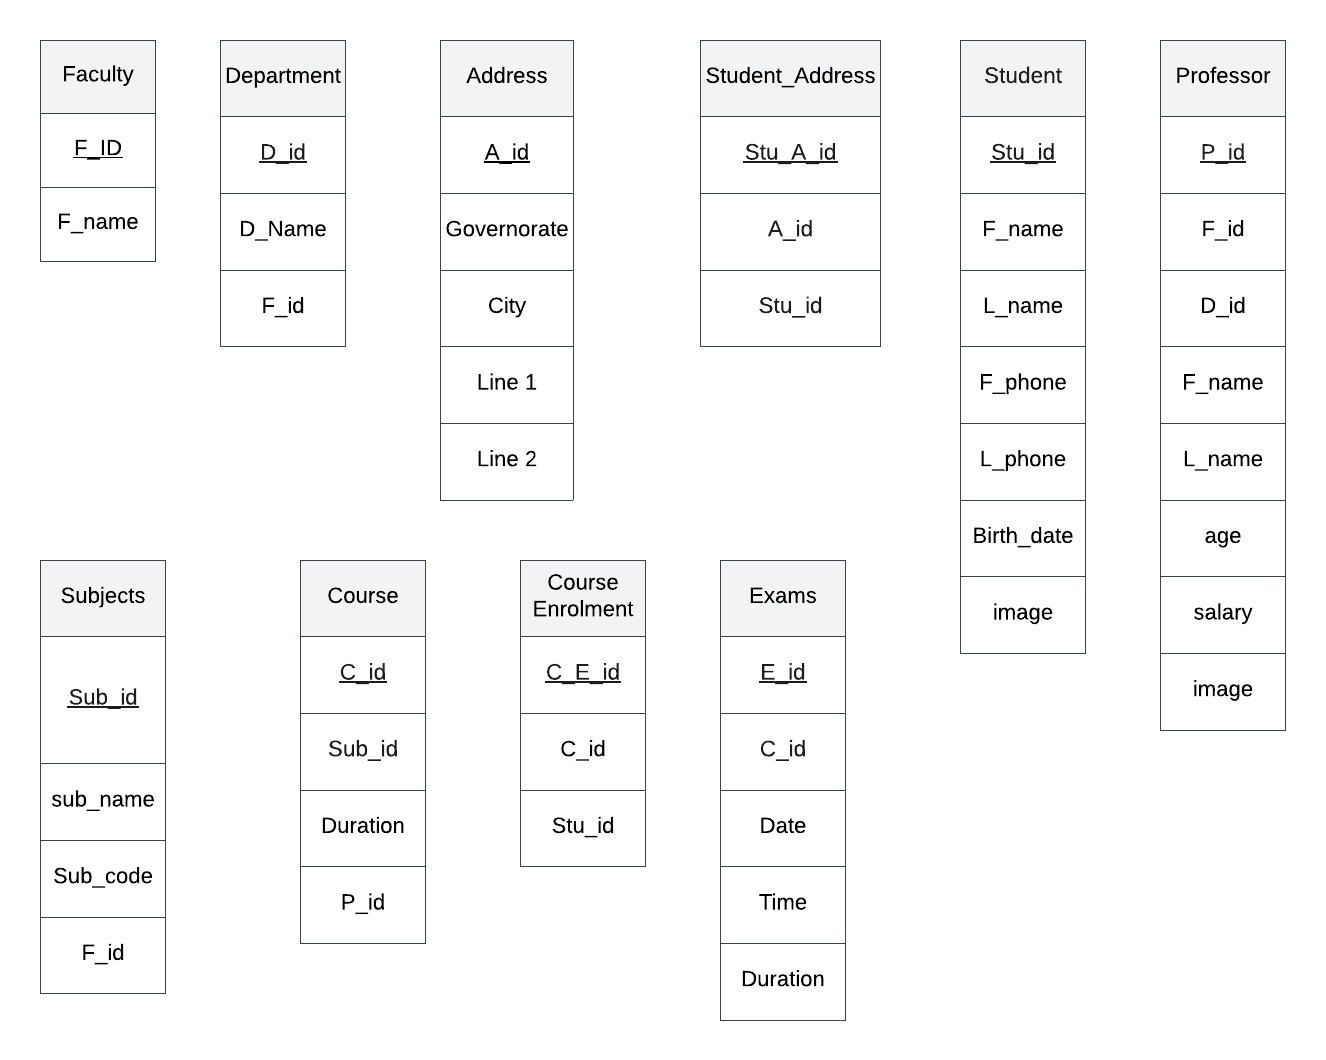 Faculty
F_ID
F_name
Department
D_id
D_Name
F_id
Address
A_id
Governorate
City
Line 1
Line 2
Student_Address
Stu_A_id
A_id
Stu_id
Student
Stu_id
F_name
L_name
F_phone
L_phone
Birth_date
image
Professor
P_id
F_id
D_id
F_name
L_name
age
salary
image
Subjects
Sub_id
sub_name
Sub_code
F_id
Course
C_id
Sub_id
Duration
P_id
Course
Enrolment
C_E_id
C_id
Stu_id
Exams
E_id
C_id
Date
Time
Duration